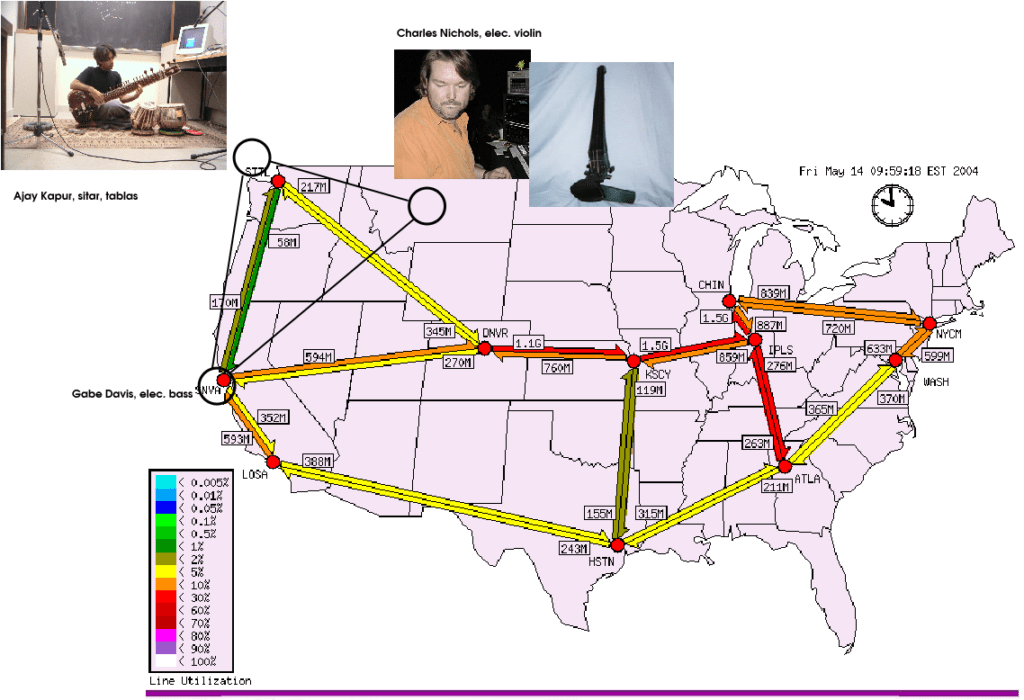 Charles Nichols, elec. violin
Fri May 14 09:59:18 EST 2004
STTL
217M
Ajay Kapur, sitar, tablas
58M
CHIN
839M
170M
1.5G
887M
720M
NYCM
345M
DNVR
1.1G
1.5G
IPLS
633M
599M
594M
270M
760M
KSCY
859M
276M
WASH
SNVA
119M
370M
Gabe Davis, elec. bass
352M
365M
593M
263M
LOSA
388M
ATLA
211M
155M
315M
243M
HSTN
< 0.005%
< 0.01%
< 0.05%
< 0.1%
< 0.5%
< 1%
< 2%
< 5%
< 10%
< 30%
< 60%
< 70%
< 80%
< 90%
< 100%
Line Utilization